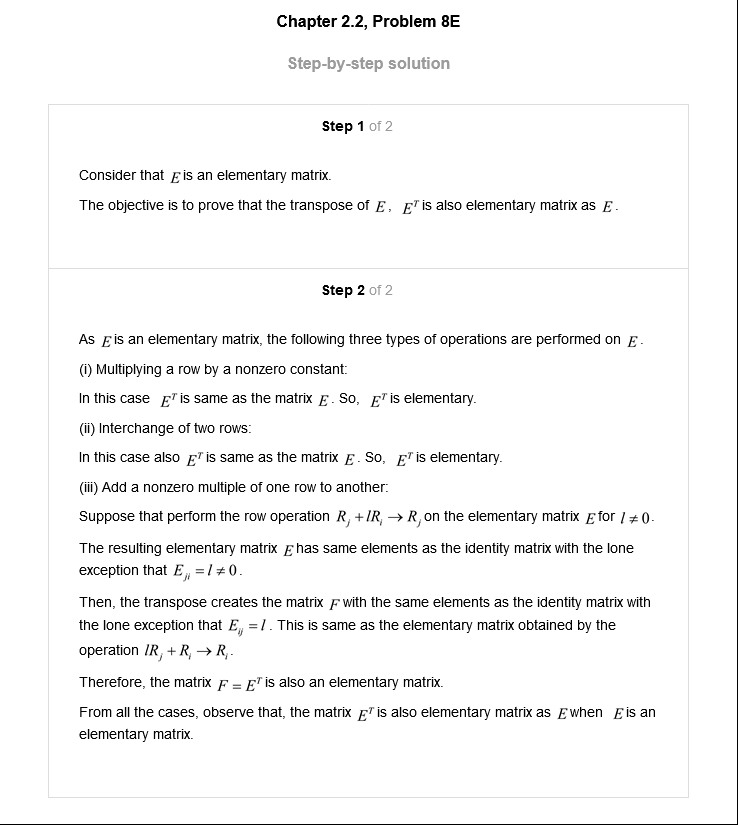 Chapter 2.2, Problem 8E
Step-by-step solution
Step 1 of 2
Consider that E is an elementary matrix.
The objective is to prove that the transpose of E, E^T is also elementary matrix as E.
Step 2 of 2
As E is an elementary matrix, the following three types of operations are performed on E.
(i) Multiplying a row by a nonzero constant:
In this case E^T is same as the matrix E. So, E^T is elementary.
(ii) Interchange of two rows:
In this case also E^T is same as the matrix E. So, E^T is elementary.
(iii) Add a nonzero multiple of one row to another:
Suppose that perform the row operation R_j + lR_i → R_j on the elementary matrix E for l ≠ 0.
The resulting elementary matrix E has same elements as the identity matrix with the lone
exception that E_ji = l ≠ 0.
Then, the transpose creates the matrix F with the same elements as the identity matrix with
the lone exception that E_ij = l. This is same as the elementary matrix obtained by the
operation lR_j + R_i → R_i.
Therefore, the matrix F = E^T is also an elementary matrix.
From all the cases, observe that, the matrix E^T is also elementary matrix as E when E is an
elementary matrix.